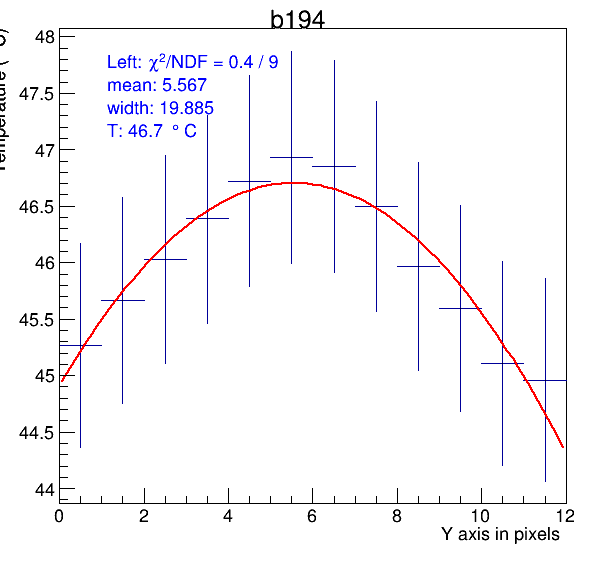 b194
Left: χ²/NDF = 0.4 / 9
mean: 5.567
width: 19.885
T: 46.7 ° C
48
47.5
47
46.5
46
45.5
45
44.5
44
0 2 4 6 8 10 12
Y axis in pixels